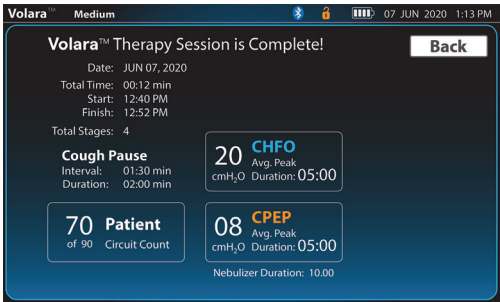 Volara™ Medium 07 JUN 2020 1:13 PM
Volara™ Therapy Session is Complete!
Back
Date: JUN 07, 2020
Total Time: 00:12 min
Start: 12:40 PM
Finish: 12:52 PM
Total Stages: 4
Cough Pause
Interval: 01:30 min
Duration: 02:00 min
20 CHFO
Avg. Peak
cmH₂O Duration: 05:00
70 Patient
of 90 Circuit Count
08 CPEP
Avg. Peak
cmH₂O Duration: 05:00
Nebulizer Duration: 10.00